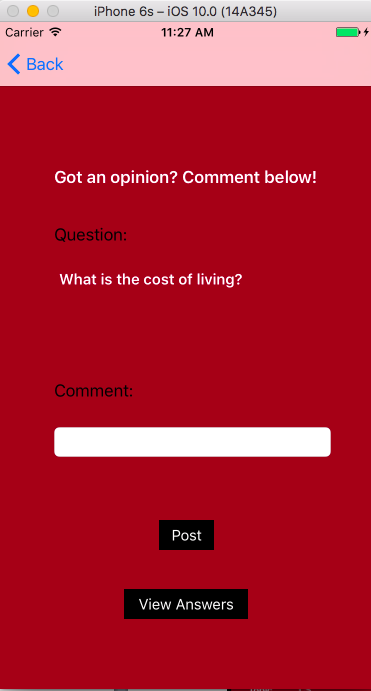 iPhone 6s – iOS 10.0 (14A345)
Carrier 11:27 AM
Back
Got an opinion? Comment below!
Question:
What is the cost of living?
Comment:
Post
View Answers